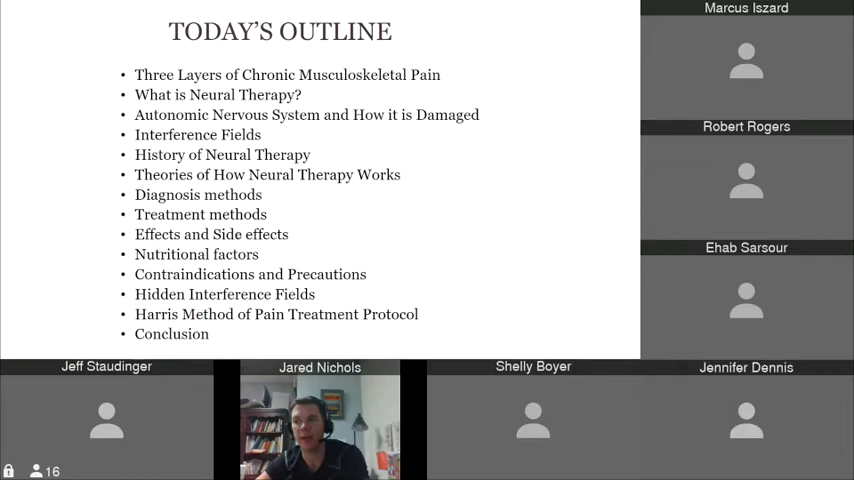 TODAY'S OUTLINE
• Three Layers of Chronic Musculoskeletal Pain
• What is Neural Therapy?
• Autonomic Nervous System and How it is Damaged
• Interference Fields
• History of Neural Therapy
• Theories of How Neural Therapy Works
• Diagnosis methods
• Treatment methods
• Effects and Side effects
• Nutritional factors
• Contraindications and Precautions
• Hidden Interference Fields
• Harris Method of Pain Treatment Protocol
• Conclusion
Marcus Iszard
Robert Rogers
Ehab Sarsour
Jeff Staudinger
Jared Nichols
Shelly Boyer
Jennifer Dennis
16